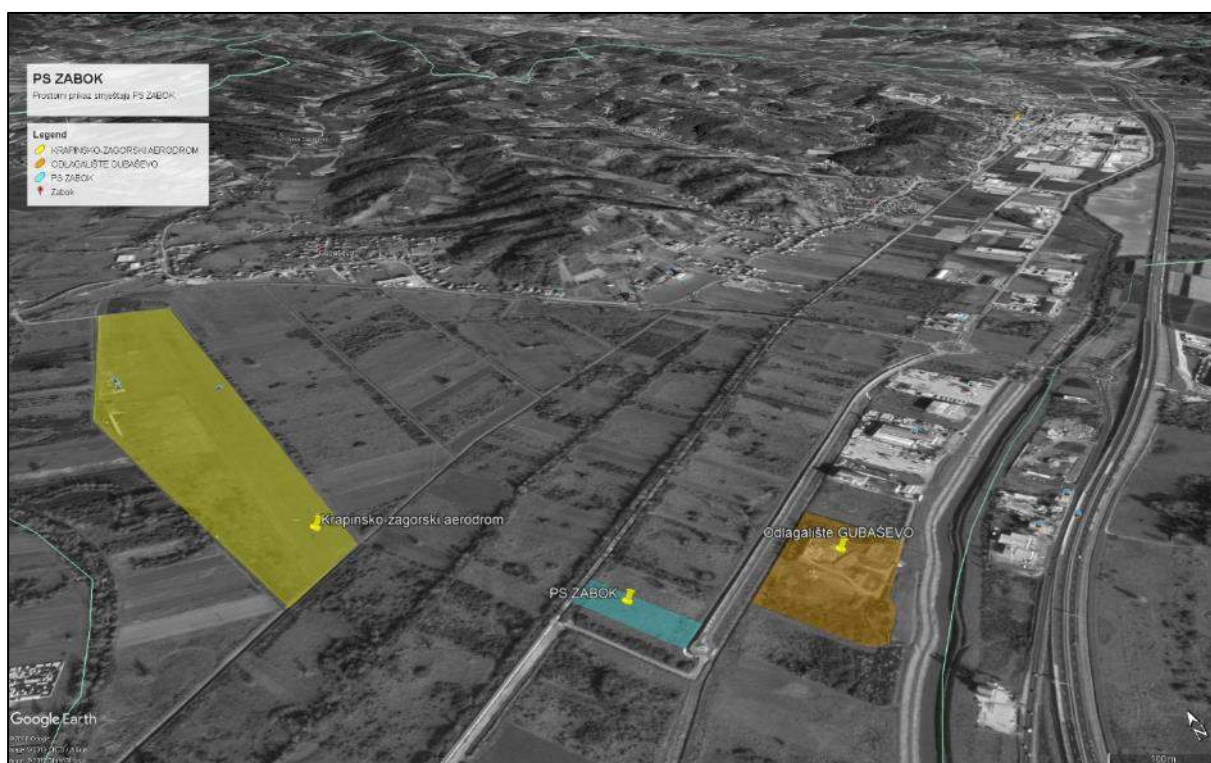 PS ZABOK
Prostorni prikaz smještaja PS ZABOK
Legend
KRAPINSKO-ZAGORSKI AERODROM
ODLAGALIŠTE GUBAŠEVO
PS ZABOK
Zabok
Krapinsko-zagorski aerodrom
Odlagalište GUBAŠEVO
PS ZABOK
Google Earth
N
100 m